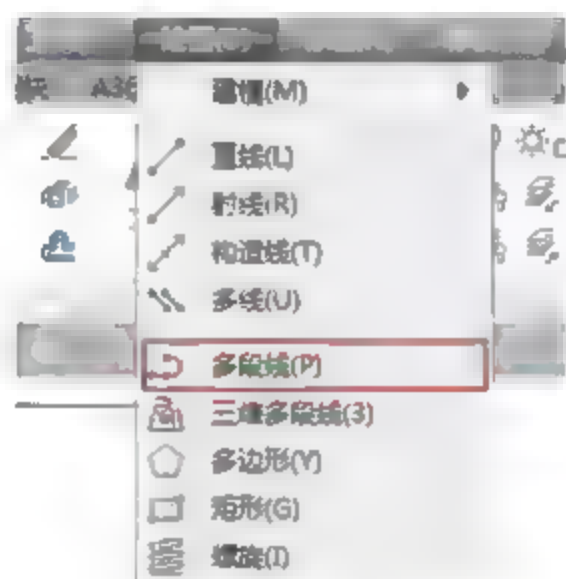 A36
建模(M)
直线(L)
射线(R)
构造线(T)
多线(U)
多段线(P)
三维多段线(3)
多边形(Y)
矩形(G)
螺旋(I)